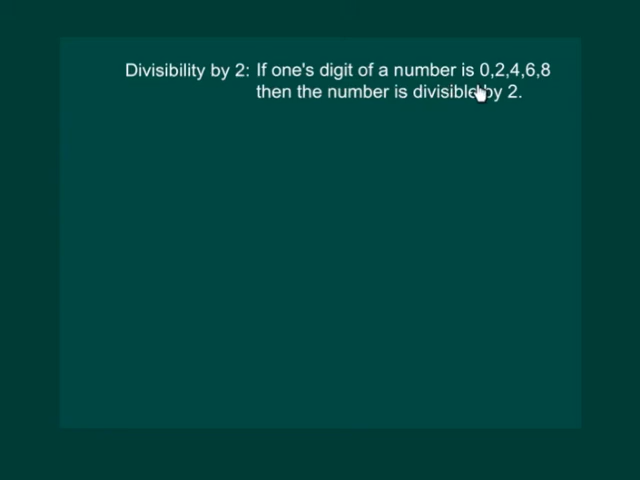 Divisibility by 2: If one's digit of a number is 0,2,4,6,8
then the number is divisible by 2.